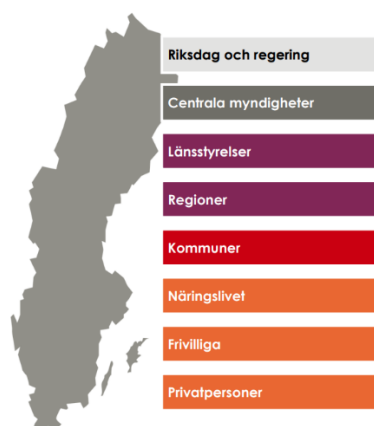 Riksdag och regering
Centrala myndigheter
Länsstyrelser
Regioner
Kommuner
Näringslivet
Frivilliga
Privatpersoner